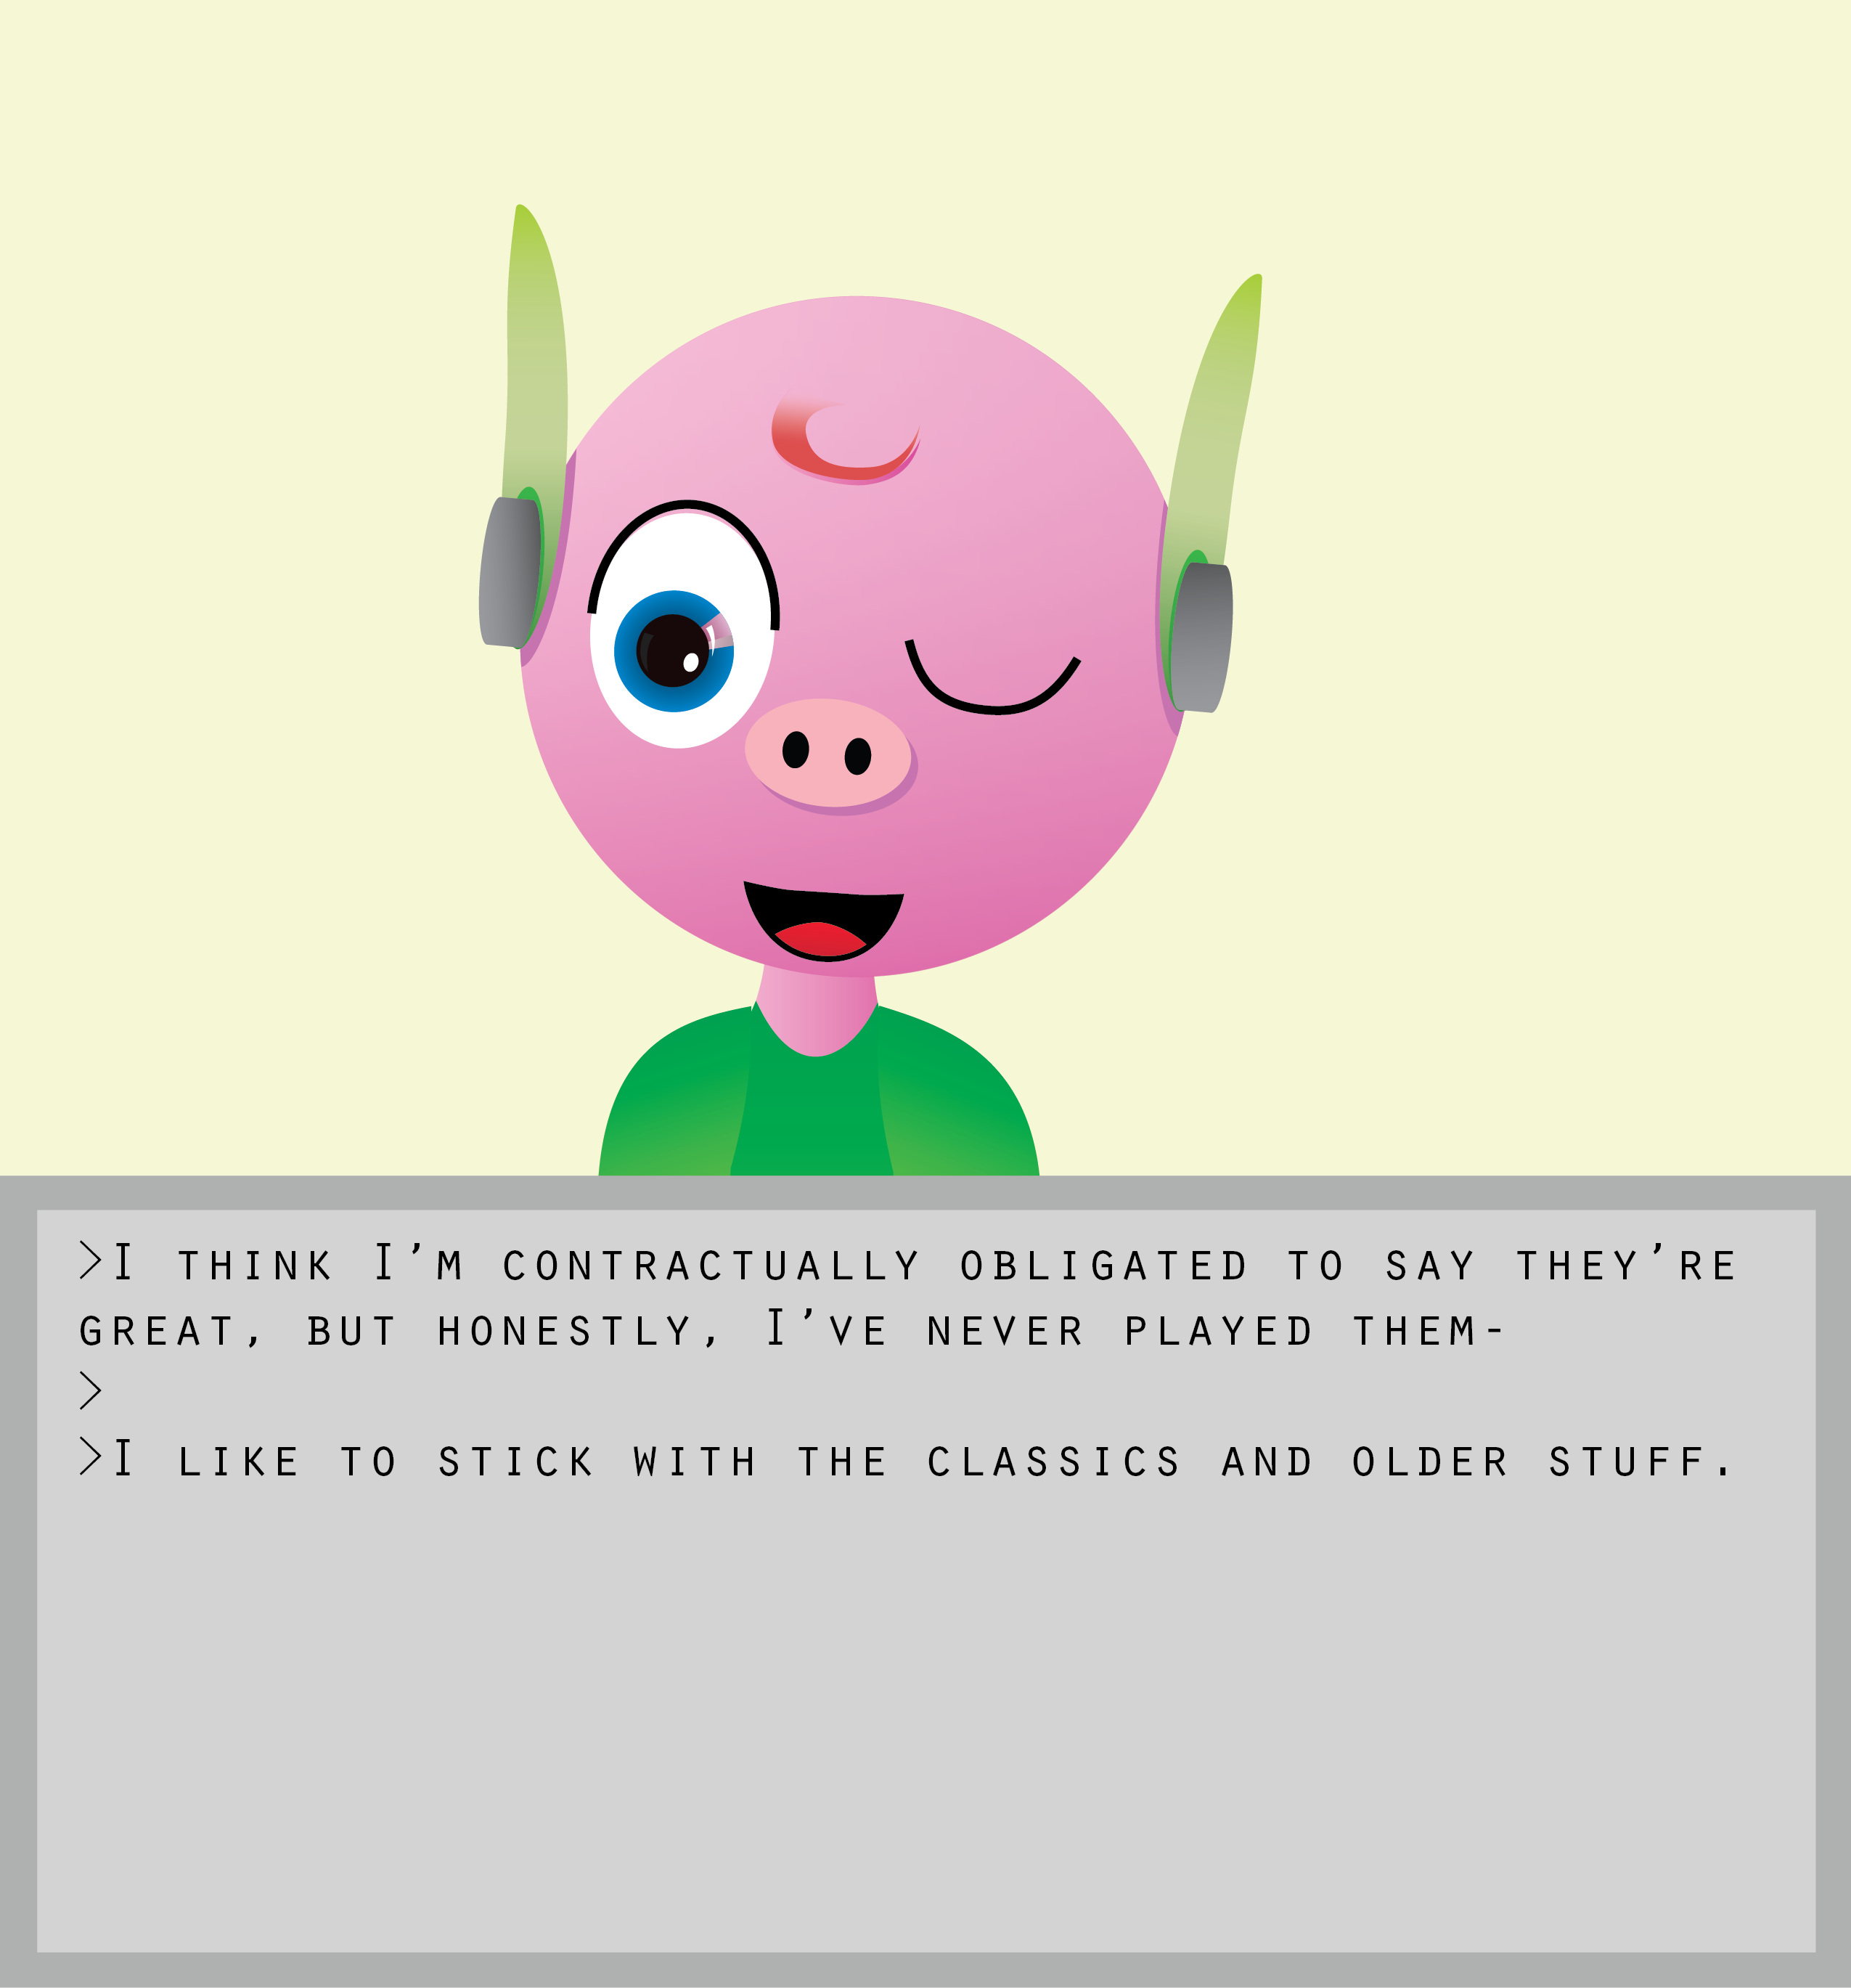 >I think I’m contractually obligated to say they’re
great, but honestly, I’ve never played them-
>
>I like to stick with the classics and older stuff.